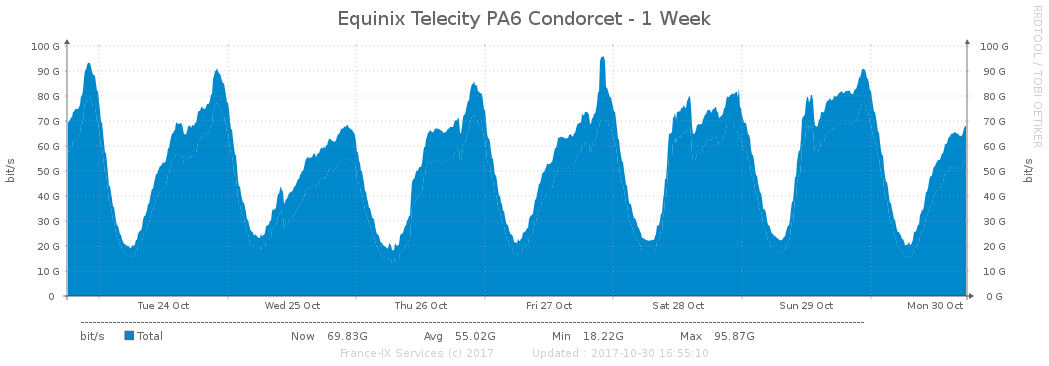 Equinix Telecity PA6 Condorcet - 1 Week
RRDTOOL / TOBI OETIKER
bit/s
100 G
90 G
80 G
70 G
60 G
50 G
40 G
30 G
20 G
10 G
0
100 G
90 G
80 G
70 G
60 G
50 G
40 G
30 G
20 G
10 G
0 G
bit/s
Tue 24 Oct Wed 25 Oct Thu 26 Oct Fri 27 Oct Sat 28 Oct Sun 29 Oct Mon 30 Oct
bit/s Total Now 69.83G Avg 55.02G Min 18.22G Max 95.87G
France-IX Services (c) 2017 Updated : 2017-10-30 16:55:10